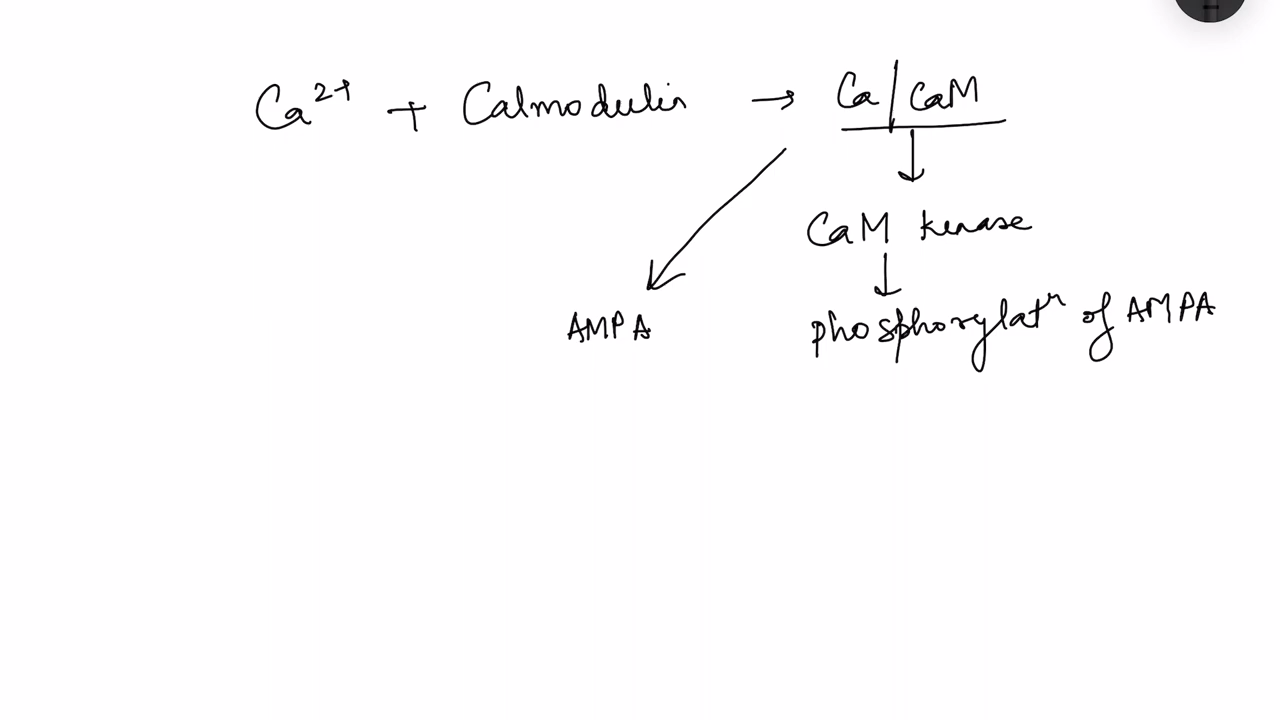 Ca²⁺ + Calmodulin → Ca/CaM
↓
CaM kinase
↓
AMPA phosphorylatⁿ of AMPA